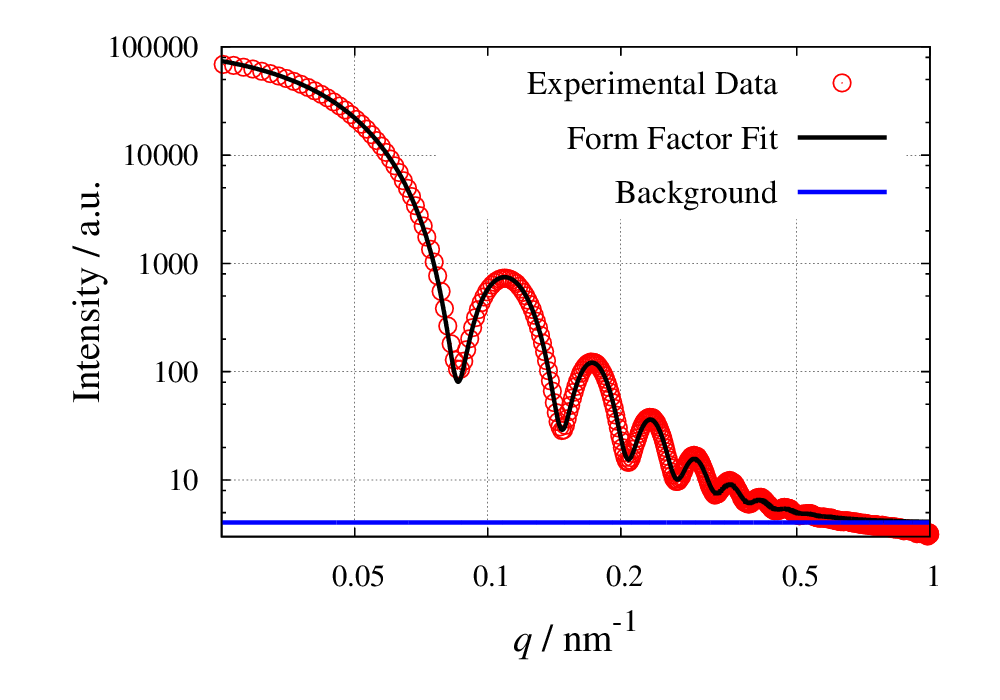 100000
10000
1000
100
10
Intensity / a.u.
Experimental Data
Form Factor Fit
Background
0.05 0.1 0.2 0.5 1
q / nm-1